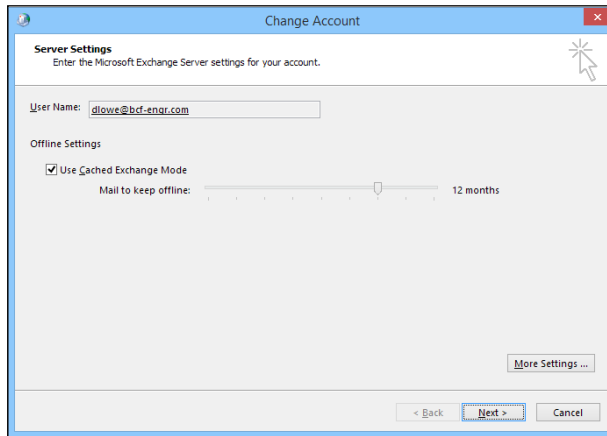 Change Account
Server Settings
Enter the Microsoft Exchange Server settings for your account.
User Name: dlowe@bcf-engr.com
Offline Settings
Use Cached Exchange Mode
Mail to keep offline: 12 months
More Settings ...
< Back Next > Cancel